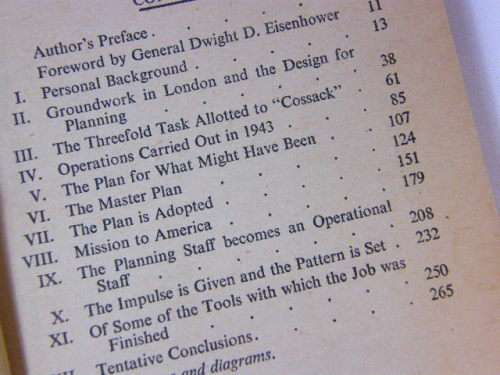 Author's Preface .
Foreword by General Dwight D. Eisenhower 11
I. Personal Background . 13
II. Groundwork in London and the Design for
Planning . . . . . 38
III. The Threefold Task Allotted to "Cossack" . 61
IV. Operations Carried Out in 1943 . . 85
V. The Plan for What Might Have Been . 107
VI. The Master Plan . . . . 124
VII. The Plan is Adopted . . . . 151
VIII. Mission to America . . . . 179
IX. The Planning Staff becomes an Operational
Staff . . . . . 208
X. The Impulse is Given and the Pattern is Set . 232
XI. Of Some of the Tools with which the Job was
Finished . . . . . 250
Tentative Conclusions . . . . 265
and diagrams.